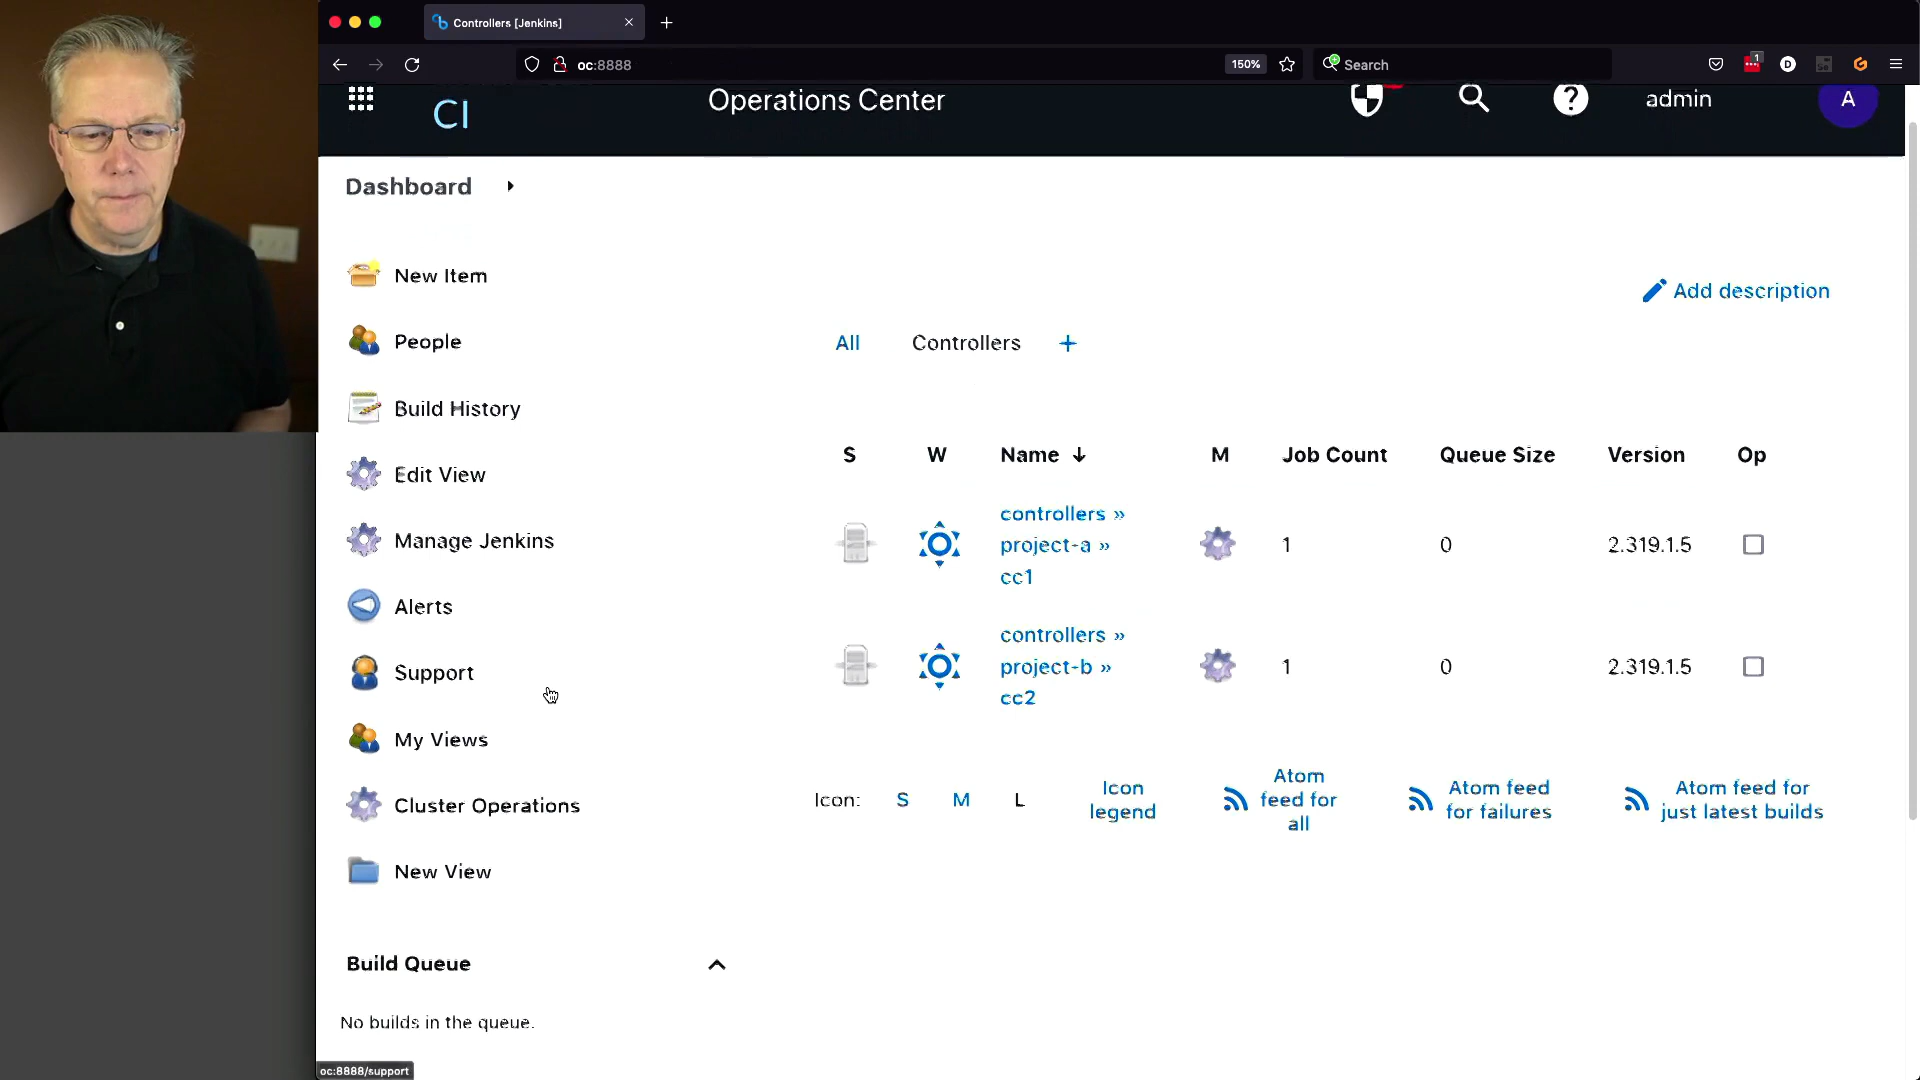 Controllers [Jenkins]
oc:8888
150%
Search
1
D
CI
Operations Center
admin
A
Dashboard
New Item
People
Build History
Edit View
Manage Jenkins
Alerts
Support
My Views
Cluster Operations
New View
Build Queue
No builds in the queue.
Add description
All
Controllers
S W Name ↓ M Job Count Queue Size Version Op
controllers »
project-a »
cc1
1 0 2.319.1.5
controllers »
project-b »
cc2
1 0 2.319.1.5
Icon: S M L
Icon
legend
Atom
feed for
all
Atom feed
for failures
Atom feed for
just latest builds
oc:8888/support